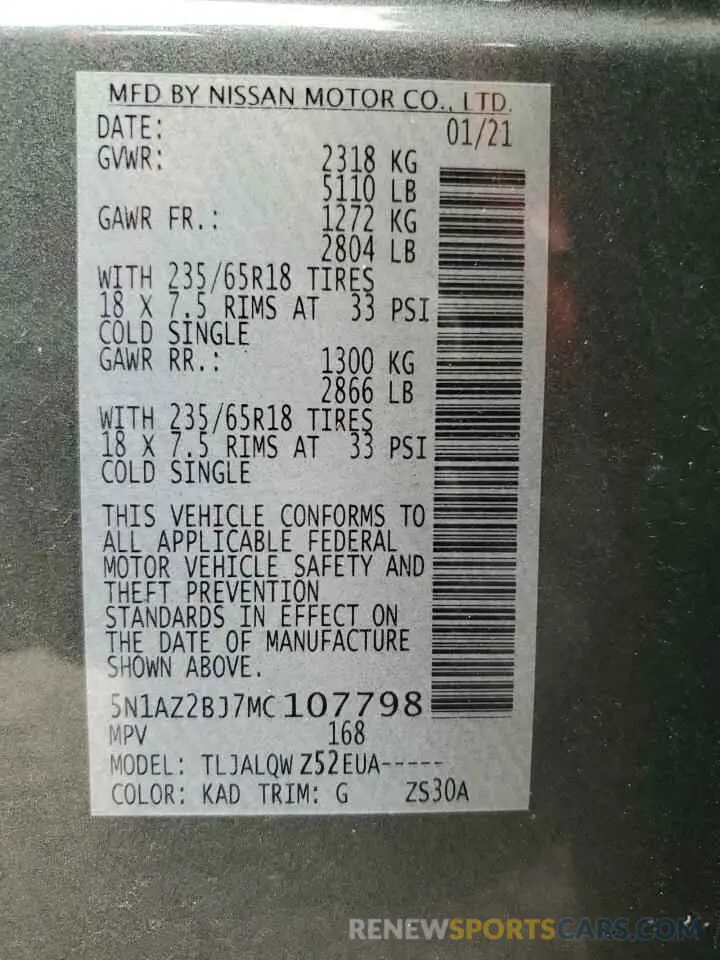 MFD BY NISSAN MOTOR CO., LTD.
DATE: 01/21
GVWR: 2318 KG
5110 LB
GAWR FR.: 1272 KG
2804 LB
WITH 235/65R18 TIRES
18 X 7.5 RIMS AT 33 PSI
COLD SINGLE
GAWR RR.: 1300 KG
2866 LB
WITH 235/65R18 TIRES
18 X 7.5 RIMS AT 33 PSI
COLD SINGLE
THIS VEHICLE CONFORMS TO
ALL APPLICABLE FEDERAL
MOTOR VEHICLE SAFETY AND
THEFT PREVENTION
STANDARDS IN EFFECT ON
THE DATE OF MANUFACTURE
SHOWN ABOVE.
5N1AZ2BJ7MC107798
MPV 168
MODEL: TLJALQW Z52EUA-----
COLOR: KAD TRIM: G ZS30A
RENEWSPORTSCARS.COM